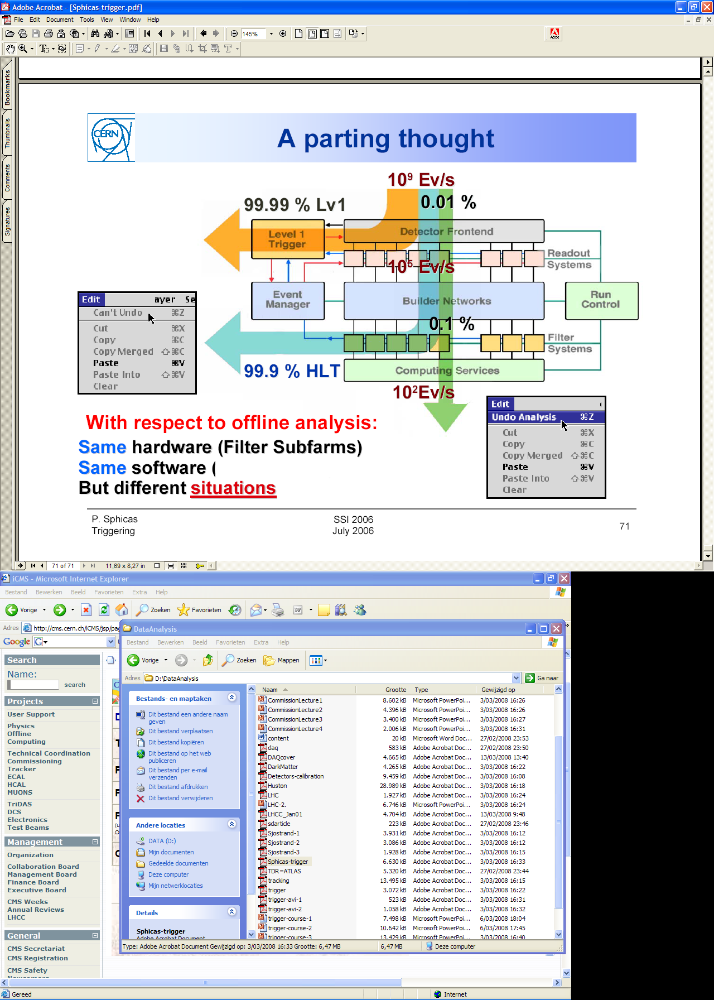 Adobe Acrobat - [Sphicas-trigger.pdf]
File Edit Document Tools View Window Help
145%
Bookmarks
Thumbnails
Comments
Signatures
CERN
A parting thought
10⁹ Ev/s
99.99 % Lv1
0.01 %
Level 1
Trigger
Detector Frontend
Readout
Systems
10⁵ Ev/s
Event
Manager
Builder Networks
Run
Control
0.1 %
Filter
Systems
99.9 % HLT
Computing Services
10²Ev/s
Edit ayer Se
Can't Undo ⌘Z
Cut ⌘X
Copy ⌘C
Copy Merged ⇧⌘C
Paste ⌘V
Paste Into ⇧⌘V
Clear
Edit
Undo Analysis ⌘Z
Cut ⌘X
Copy ⌘C
Copy Merged ⇧⌘C
Paste ⌘V
Paste Into ⇧⌘V
Clear
With respect to offline analysis:
Same hardware (Filter Subfarms)
Same software (
But different situations
P. Sphicas
Triggering
SSI 2006
July 2006
71
71 of 71 11,69 x 8,27 in
iCMS - Microsoft Internet Explorer
Bestand Bewerken Beeld Favorieten Extra Help
Vorige Zoeken Favorieten
Adres http://cms.cern.ch/iCMS/jsp/pag
Google G
Search
Name:
search
Projects
User Support
Physics
Offline
Computing
Technical Coordination
Commissioning
Tracker
ECAL
HCAL
MUONS
TriDAS
DCS
Electronics
Test Beams
Management
Organization
Collaboration Board
Management Board
Finance Board
Executive Board
CMS Weeks
Annual Reviews
LHCC
General
CMS Secretariat
CMS Registration
CMS Safety
DataAnalysis
Bestand Bewerken Beeld Favorieten Extra Help
Vorige Zoeken Mappen
Adres D:\DataAnalysis Ga naar
Bestands- en maptaken
Dit bestand een andere naam
geven
Dit bestand verplaatsen
Dit bestand kopiëren
Dit bestand op het web
publiceren
Dit bestand per e-mail
verzenden
Dit bestand afdrukken
Dit bestand verwijderen
Andere locaties
DATA (D:)
Mijn documenten
Gedeelde documenten
Deze computer
Mijn netwerklocaties
Details
Sphicas-trigger
Adobe Acrobat Document
Naam Grootte Type Gewijzigd op
CommissionLecture1 8.602 kB Microsoft PowerPoi... 3/03/2008 16:26
CommissionLecture2 4.396 kB Microsoft PowerPoi... 3/03/2008 16:26
CommissionLecture3 3.400 kB Microsoft PowerPoi... 3/03/2008 16:27
CommissionLecture4 2.006 kB Microsoft PowerPoi... 3/03/2008 16:31
content 20 kB Microsoft Word Doc... 27/02/2008 23:53
daq 583 kB Adobe Acrobat Doc... 27/02/2008 23:50
DAQcover 4.665 kB Adobe Acrobat Doc... 13/03/2008 13:40
DarkMatter 4.265 kB Adobe Acrobat Doc... 3/03/2008 16:22
Detectors-calibration 9.459 kB Adobe Acrobat Doc... 3/03/2008 16:08
Huston 28.989 kB Adobe Acrobat Doc... 3/03/2008 16:18
LHC 1.927 kB Adobe Acrobat Doc... 3/03/2008 16:24
LHC-2. 6.746 kB Microsoft PowerPoi... 3/03/2008 16:24
LHCC_Jan01 4.704 kB Adobe Acrobat Doc... 13/03/2008 9:48
sdarticle 223 kB Adobe Acrobat Doc... 27/02/2008 23:46
Sjostrand-1 3.931 kB Adobe Acrobat Doc... 3/03/2008 16:12
Sjostrand-2 3.086 kB Adobe Acrobat Doc... 3/03/2008 16:12
Sjostrand-3 1.928 kB Adobe Acrobat Doc... 3/03/2008 16:15
Sphicas-trigger 6.630 kB Adobe Acrobat Doc... 3/03/2008 16:33
TDR=ATLAS 5.320 kB Adobe Acrobat Doc... 27/02/2008 23:44
tracking 13.495 kB Adobe Acrobat Doc... 3/03/2008 16:15
trigger 3.072 kB Adobe Acrobat Doc... 3/03/2008 16:22
trigger-avi-1 523 kB Adobe Acrobat Doc... 3/03/2008 16:31
trigger-avi-2 1.058 kB Adobe Acrobat Doc... 3/03/2008 16:32
trigger-course-1 7.498 kB Microsoft PowerPoi... 6/03/2008 18:04
trigger-course-2 10.642 kB Microsoft PowerPoi... 6/03/2008 17:45
trigger-course-3 13.429 kB Microsoft PowerPoi... 3/03/2008 16:40
Type: Adobe Acrobat Document Gewijzigd op: 3/03/2008 16:33 Grootte: 6,47 MB 6,47 MB Deze computer
Gereed Internet